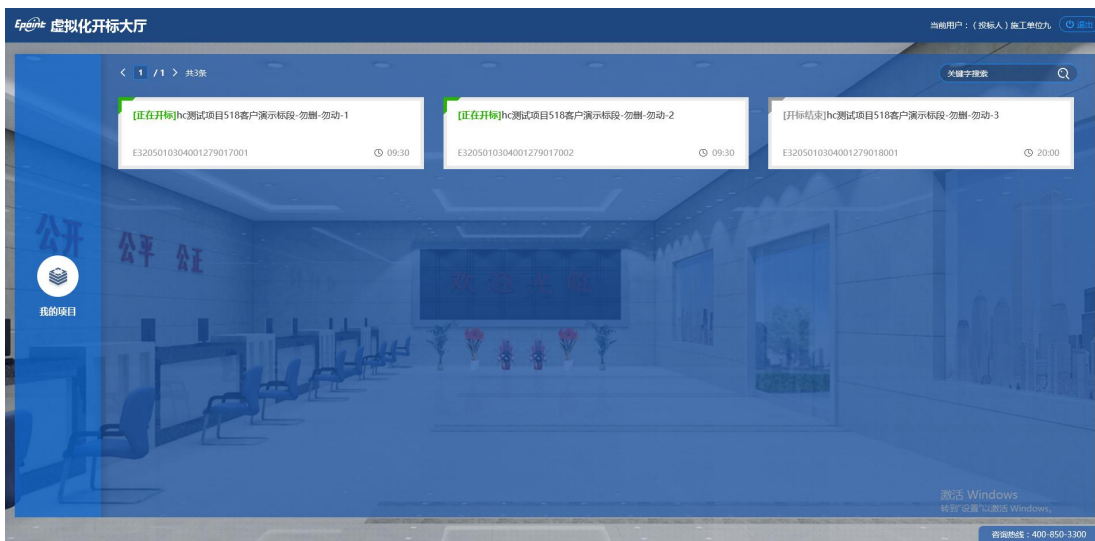 Epoint 虚拟化开标大厅
当前用户：（投标人）施工单位九 退出
1 / 1 共3条
关键字搜索
[正在开标]hc测试项目518客户演示标段-勿删-勿动-1
E3205010304001279017001 09:30
[正在开标]hc测试项目518客户演示标段-勿删-勿动-2
E3205010304001279017002 09:30
[开标结束]hc测试项目518客户演示标段-勿删-勿动-3
E3205010304001279018001 20:00
公开 公平 公正
欢迎光临
我的项目
激活 Windows
转到"设置"以激活 Windows。
咨询热线：400-850-3300